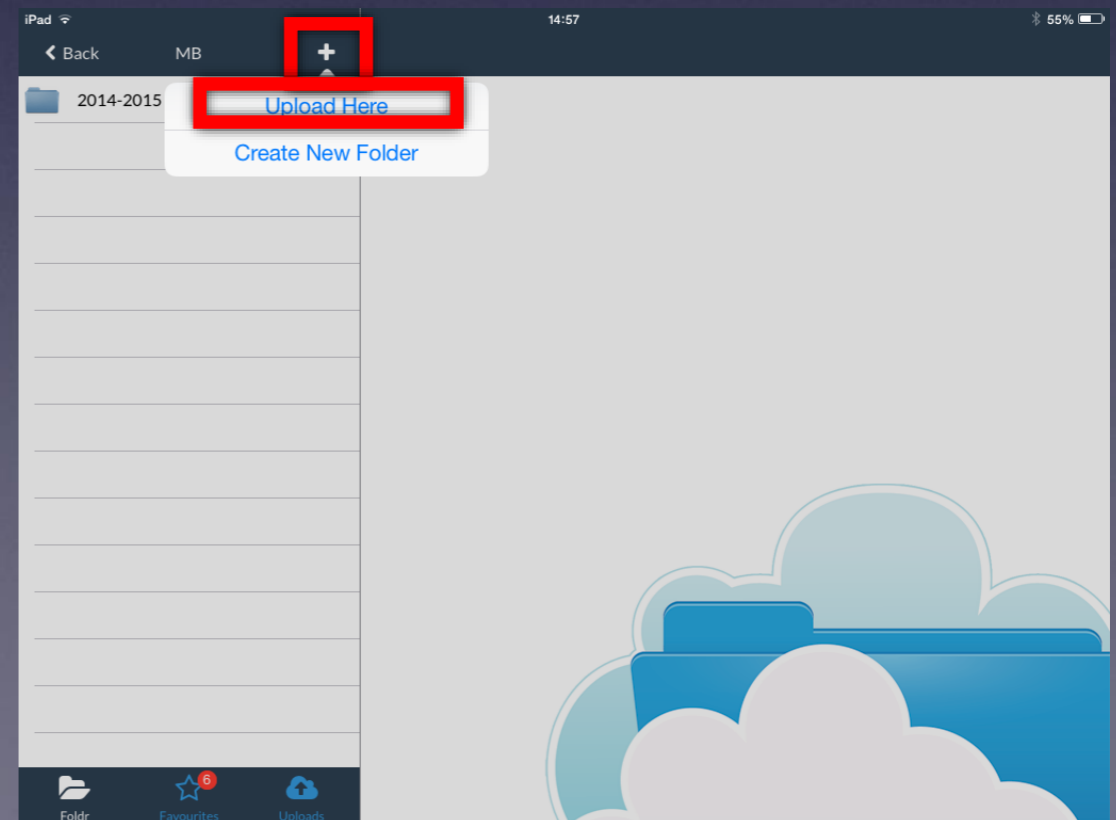 iPad 14:57 55%
Back MB +
2014-2015
Upload Here
Create New Folder
6
Foldr Favourites Uploads